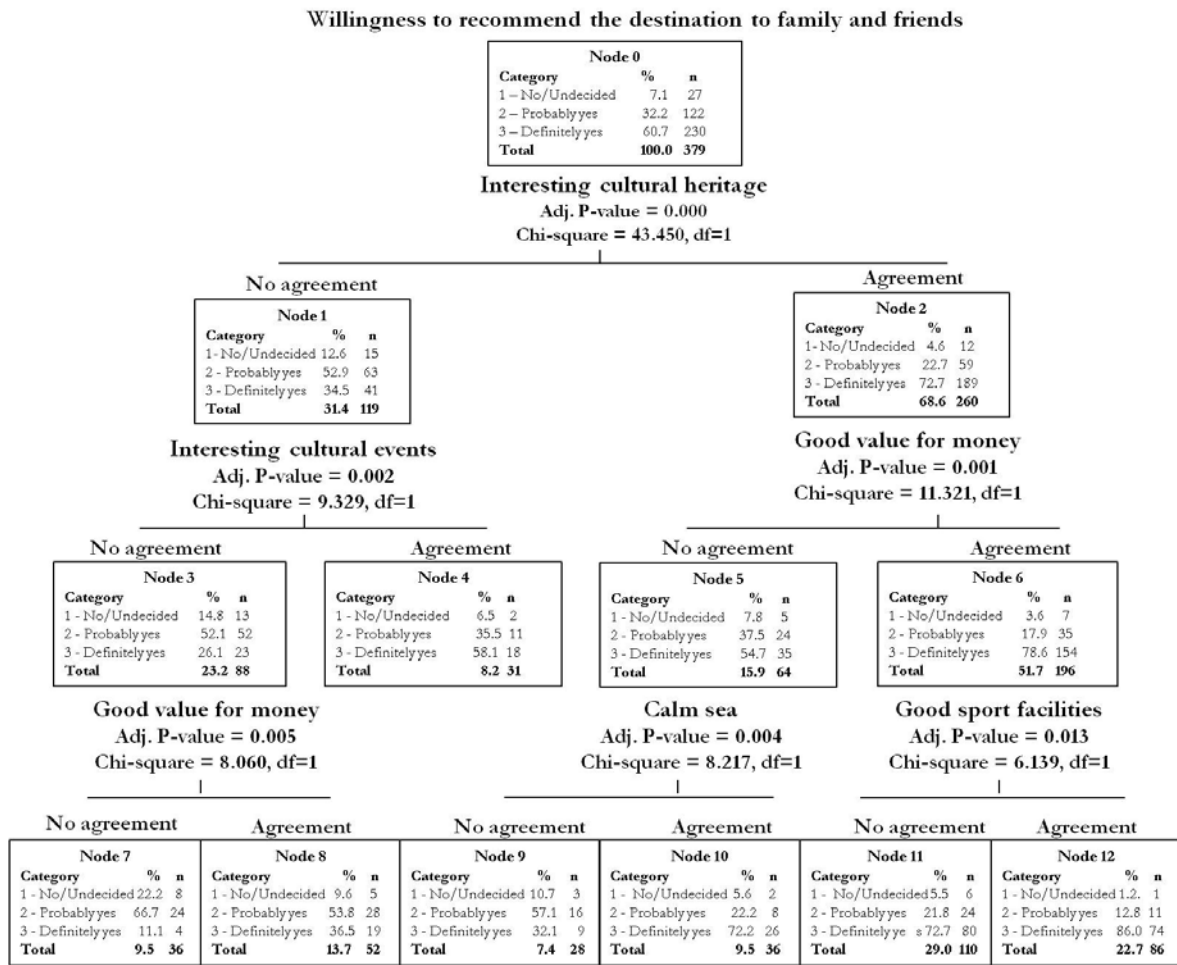 Willingness to recommend the destination to family and friends
Node 0
Category % n
1 – No/Undecided 7.1 27
2 – Probably yes 32.2 122
3 – Definitely yes 60.7 230
Total 100.0 379
Interesting cultural heritage
Adj. P-value = 0.000
Chi-square = 43.450, df=1
No agreement
Agreement
Node 1
Category % n
1- No/Undecided 12.6 15
2 - Probably yes 52.9 63
3 - Definitely yes 34.5 41
Total 31.4 119
Node 2
Category % n
1- No/Undecided 4.6 12
2 - Probably yes 22.7 59
3 - Definitely yes 72.7 189
Total 68.6 260
Interesting cultural events
Adj. P-value = 0.002
Chi-square = 9.329, df=1
Good value for money
Adj. P-value = 0.001
Chi-square = 11.321, df=1
No agreement
Agreement
No agreement
Agreement
Node 3
Category % n
1 - No/Undecided 14.8 13
2 - Probably yes 52.1 52
3 - Definitely yes 26.1 23
Total 23.2 88
Node 4
Category % n
1 - No/Undecided 6.5 2
2 - Probably yes 35.5 11
3 - Definitely yes 58.1 18
Total 8.2 31
Node 5
Category % n
1 - No/Undecided 7.8 5
2 - Probably yes 37.5 24
3 - Definitely yes 54.7 35
Total 15.9 64
Node 6
Category % n
1 - No/Undecided 3.6 7
2 - Probably yes 17.9 35
3 - Definitely yes 78.6 154
Total 51.7 196
Good value for money
Adj. P-value = 0.005
Chi-square = 8.060, df=1
Calm sea
Adj. P-value = 0.004
Chi-square = 8.217, df=1
Good sport facilities
Adj. P-value = 0.013
Chi-square = 6.139, df=1
No agreement
Agreement
No agreement
Agreement
No agreement
Agreement
Node 7
Category % n
1 - No/Undecided 22.2 8
2 - Probably yes 66.7 24
3 - Definitely yes 11.1 4
Total 9.5 36
Node 8
Category % n
1 - No/Undecided 9.6 5
2 - Probably yes 53.8 28
3 - Definitely yes 36.5 19
Total 13.7 52
Node 9
Category % n
1 - No/Undecided 10.7 3
2 - Probably yes 57.1 16
3 - Definitely yes 32.1 9
Total 7.4 28
Node 10
Category % n
1 - No/Undecided 5.6 2
2 - Probably yes 22.2 8
3 - Definitely yes 72.2 26
Total 9.5 36
Node 11
Category % n
1 - No/Undecided 5.5 6
2 - Probably yes 21.8 24
3 - Definitely yes s 72.7 80
Total 29.0 110
Node 12
Category % n
1 - No/Undecided 1.2. 1
2 - Probably yes 12.8 11
3 - Definitely yes 86.0 74
Total 22.7 86